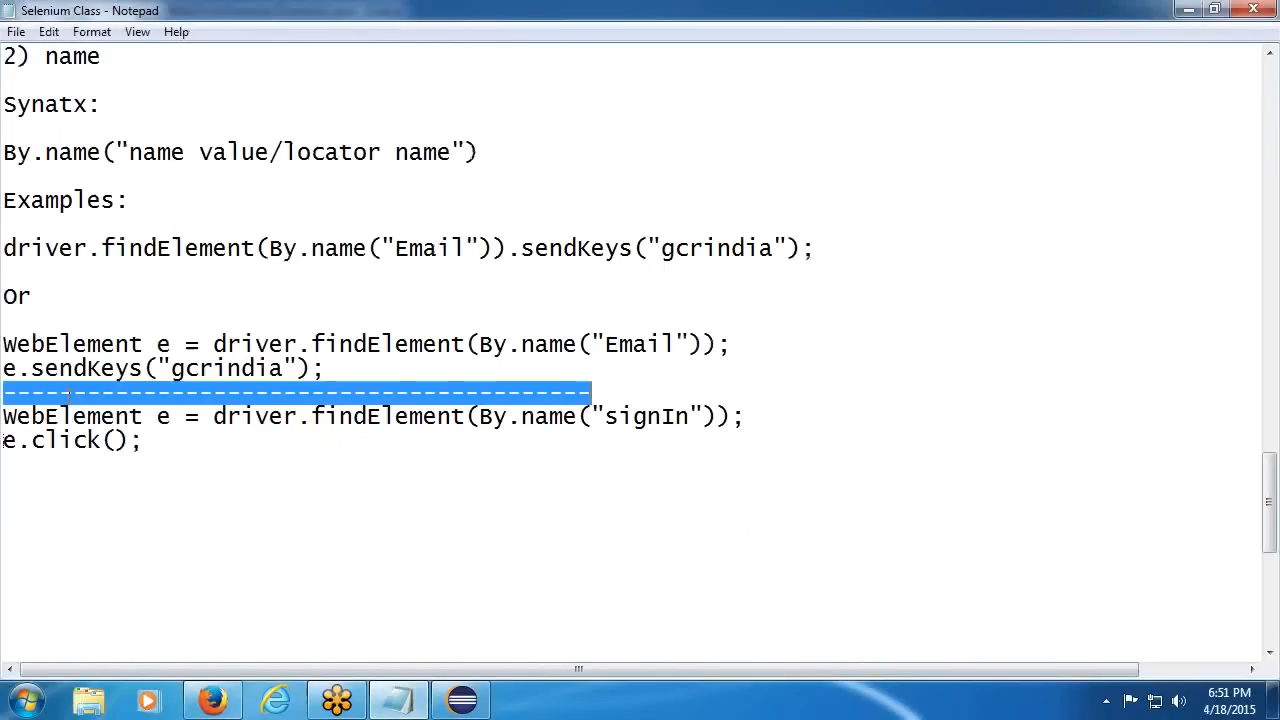 Selenium Class - Notepad
File Edit Format View Help
2) name
Synatx:
By.name("name value/locator name")
Examples:
driver.findElement(By.name("Email")).sendKeys("gcrindia");
Or
WebElement e = driver.findElement(By.name("Email"));
e.sendKeys("gcrindia");
------------------------------------------
WebElement e = driver.findElement(By.name("signIn"));
e.click();
6:51 PM
4/18/2015